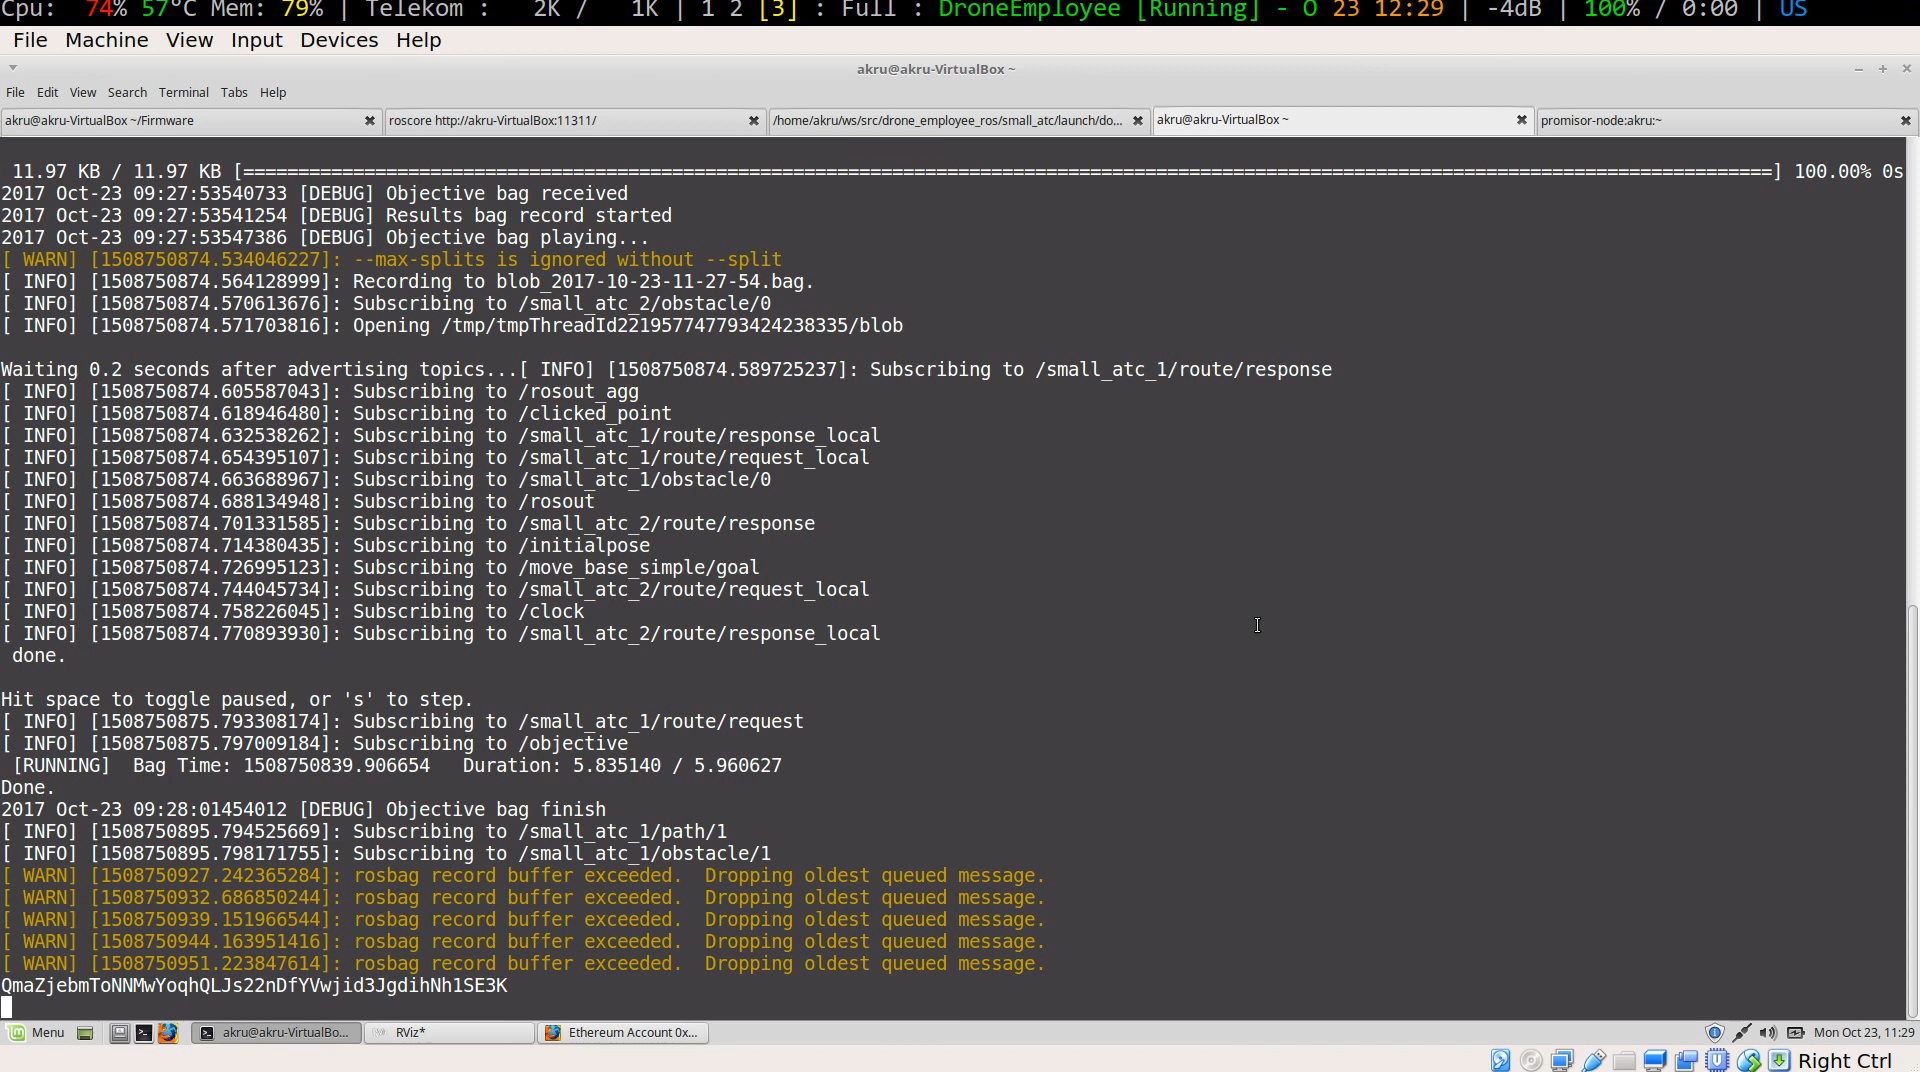 Cpu: 74% 57°C Mem: 79% | Telekom : 2K / 1K | 1 2 [3] : Full : DroneEmployee [Running] - O 23 12:29 | -4dB | 100% / 0:00 | US
File Machine View Input Devices Help
akru@akru-VirtualBox ~
File Edit View Search Terminal Tabs Help
akru@akru-VirtualBox ~/Firmware
roscore http://akru-VirtualBox:11311/
/home/akru/ws/src/drone_employee_ros/small_atc/launch/do...
akru@akru-VirtualBox ~
promisor-node:akru:~
11.97 KB / 11.97 KB [===========================================================================================================================================] 100.00% 0s
2017 Oct-23 09:27:53540733 [DEBUG] Objective bag received
2017 Oct-23 09:27:53541254 [DEBUG] Results bag record started
2017 Oct-23 09:27:53547386 [DEBUG] Objective bag playing...
[ WARN] [1508750874.534046227]: --max-splits is ignored without --split
[ INFO] [1508750874.564128999]: Recording to blob_2017-10-23-11-27-54.bag.
[ INFO] [1508750874.570613676]: Subscribing to /small_atc_2/obstacle/0
[ INFO] [1508750874.571703816]: Opening /tmp/tmpThreadId221957747793424238335/blob
Waiting 0.2 seconds after advertising topics...[ INFO] [1508750874.589725237]: Subscribing to /small_atc_1/route/response
[ INFO] [1508750874.605587043]: Subscribing to /rosout_agg
[ INFO] [1508750874.618946480]: Subscribing to /clicked_point
[ INFO] [1508750874.632538262]: Subscribing to /small_atc_1/route/response_local
[ INFO] [1508750874.654395107]: Subscribing to /small_atc_1/route/request_local
[ INFO] [1508750874.663688967]: Subscribing to /small_atc_1/obstacle/0
[ INFO] [1508750874.688134948]: Subscribing to /rosout
[ INFO] [1508750874.701331585]: Subscribing to /small_atc_2/route/response
[ INFO] [1508750874.714380435]: Subscribing to /initialpose
[ INFO] [1508750874.726995123]: Subscribing to /move_base_simple/goal
[ INFO] [1508750874.744045734]: Subscribing to /small_atc_2/route/request_local
[ INFO] [1508750874.758226045]: Subscribing to /clock
[ INFO] [1508750874.770893930]: Subscribing to /small_atc_2/route/response_local
done.
Hit space to toggle paused, or 's' to step.
[ INFO] [1508750875.793308174]: Subscribing to /small_atc_1/route/request
[ INFO] [1508750875.797009184]: Subscribing to /objective
[RUNNING] Bag Time: 1508750839.906654 Duration: 5.835140 / 5.960627
Done.
2017 Oct-23 09:28:01454012 [DEBUG] Objective bag finish
[ INFO] [1508750895.794525669]: Subscribing to /small_atc_1/path/1
[ INFO] [1508750895.798171755]: Subscribing to /small_atc_1/obstacle/1
[ WARN] [1508750927.242365284]: rosbag record buffer exceeded. Dropping oldest queued message.
[ WARN] [1508750932.686850244]: rosbag record buffer exceeded. Dropping oldest queued message.
[ WARN] [1508750939.151966544]: rosbag record buffer exceeded. Dropping oldest queued message.
[ WARN] [1508750944.163951416]: rosbag record buffer exceeded. Dropping oldest queued message.
[ WARN] [1508750951.223847614]: rosbag record buffer exceeded. Dropping oldest queued message.
QmaZjebmToNNMwYoqhQLJs22nDfYVwjid3JgdihNh1SE3K
Menu akru@akru-VirtualBo... RViz* Ethereum Account 0x... Mon Oct 23, 11:29
Right Ctrl